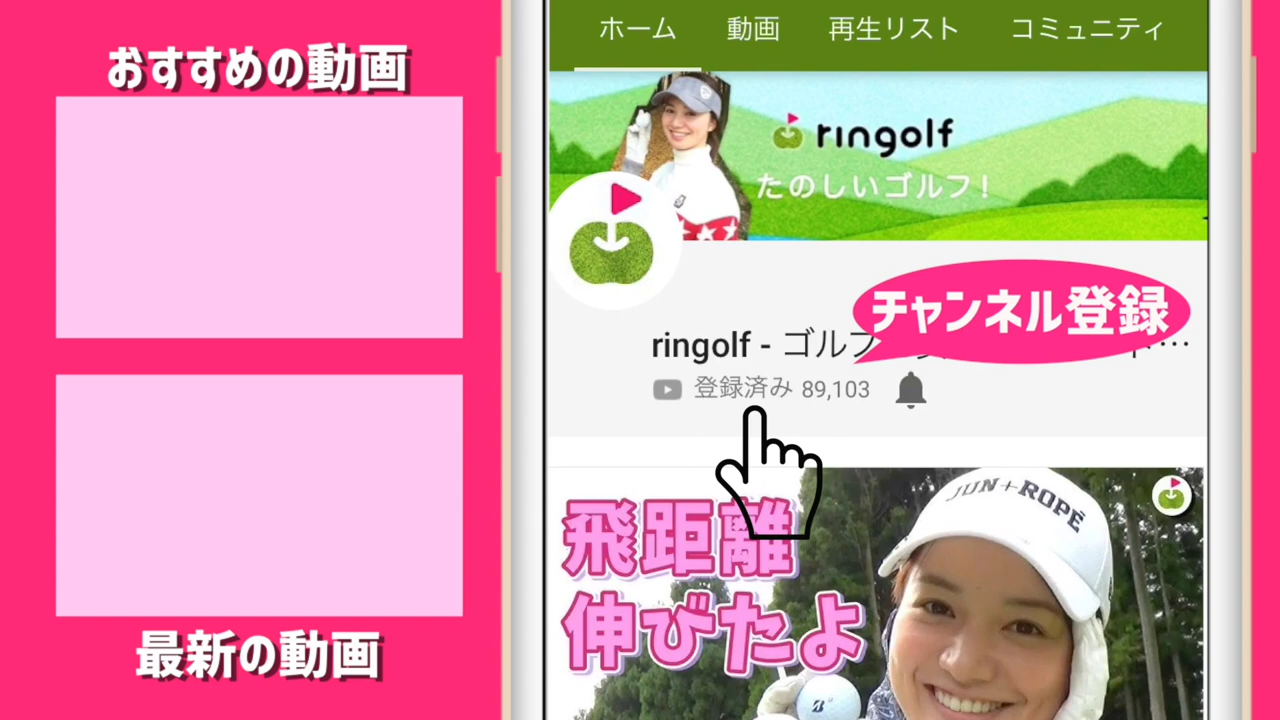 おすすめの動画
最新の動画
ホーム 動画 再生リスト コミュニティ
ringolf
たのしいゴルフ!
チャンネル登録
ringolf - ゴルフ
登録済み 89,103
JUN+ROPÉ
飛距離
伸びたよ
B